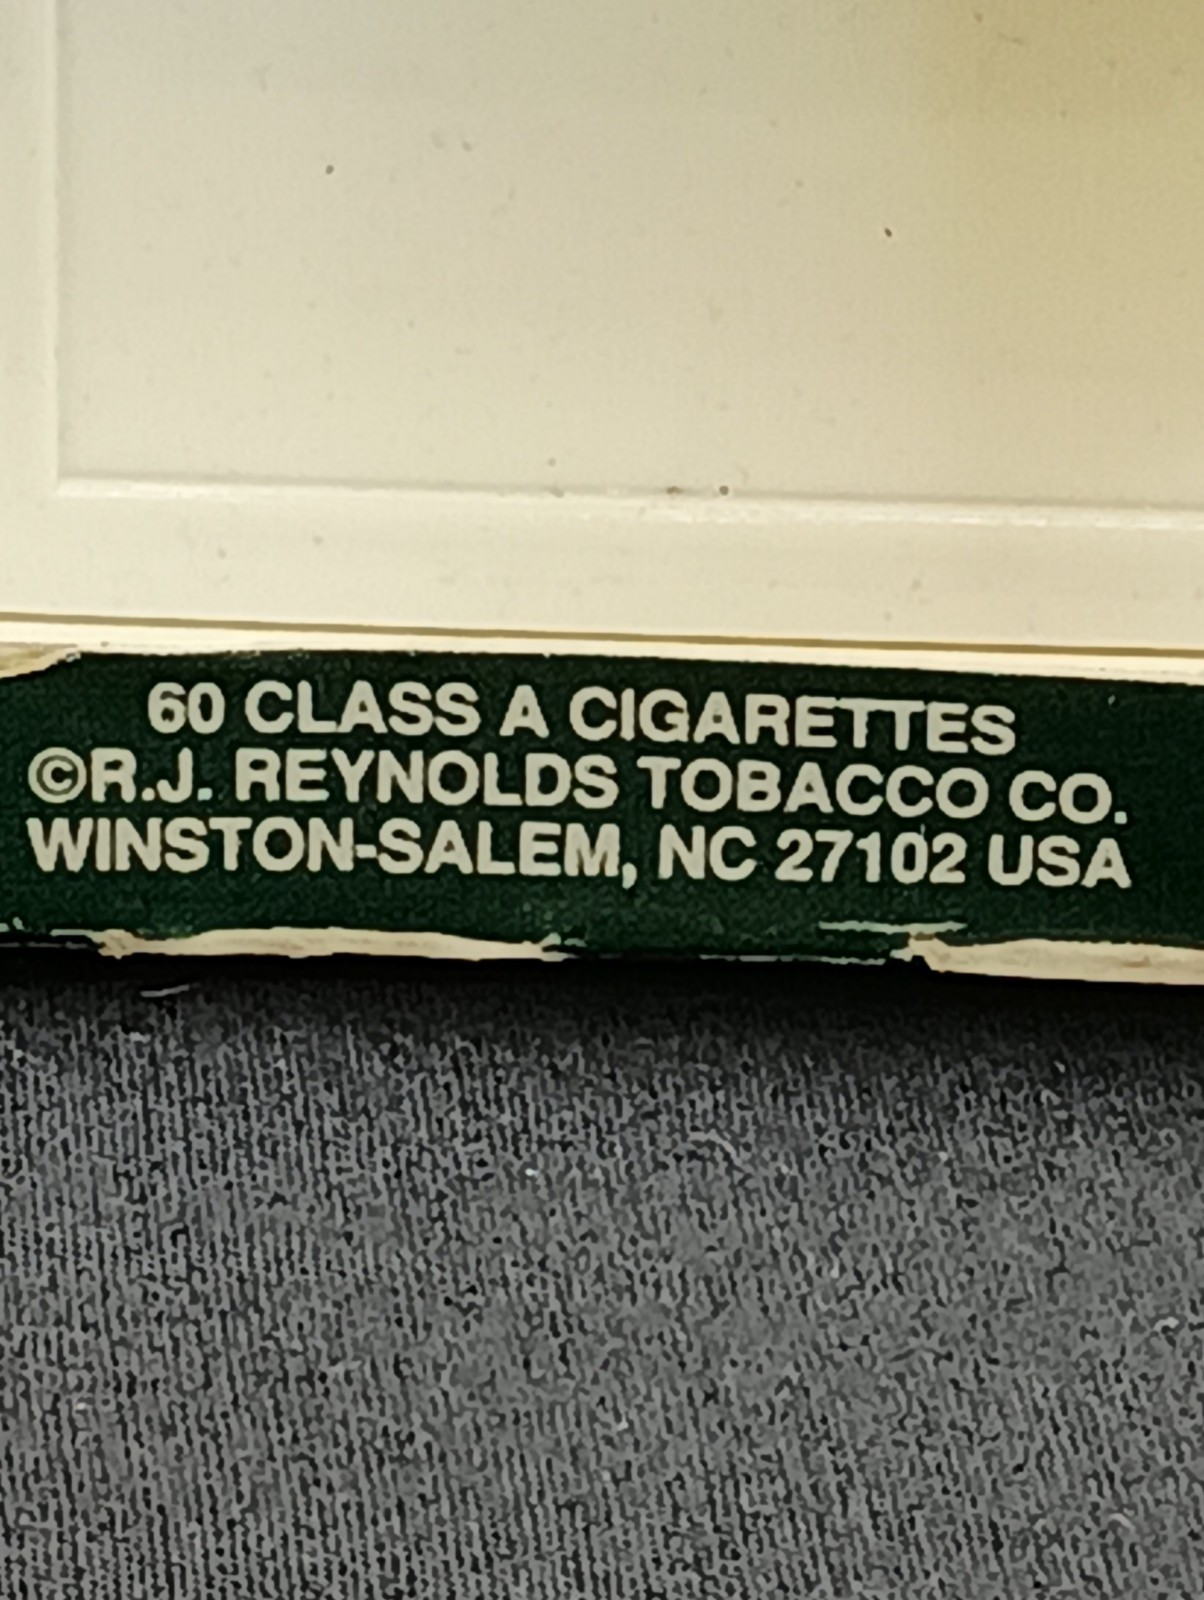 60 CLASS A CIGARETTES
©R.J. REYNOLDS TOBACCO CO.
WINSTON-SALEM, NC 27102 USA